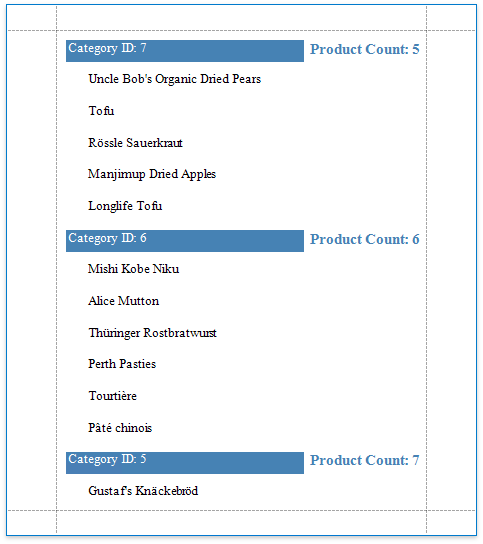 Category ID: 7 Product Count: 5
Uncle Bob's Organic Dried Pears
Tofu
Rössle Sauerkraut
Manjimup Dried Apples
Longlife Tofu
Category ID: 6 Product Count: 6
Mishi Kobe Niku
Alice Mutton
Thüringer Rostbratwurst
Perth Pasties
Tourtière
Pâté chinois
Category ID: 5 Product Count: 7
Gustaf's Knäckebröd